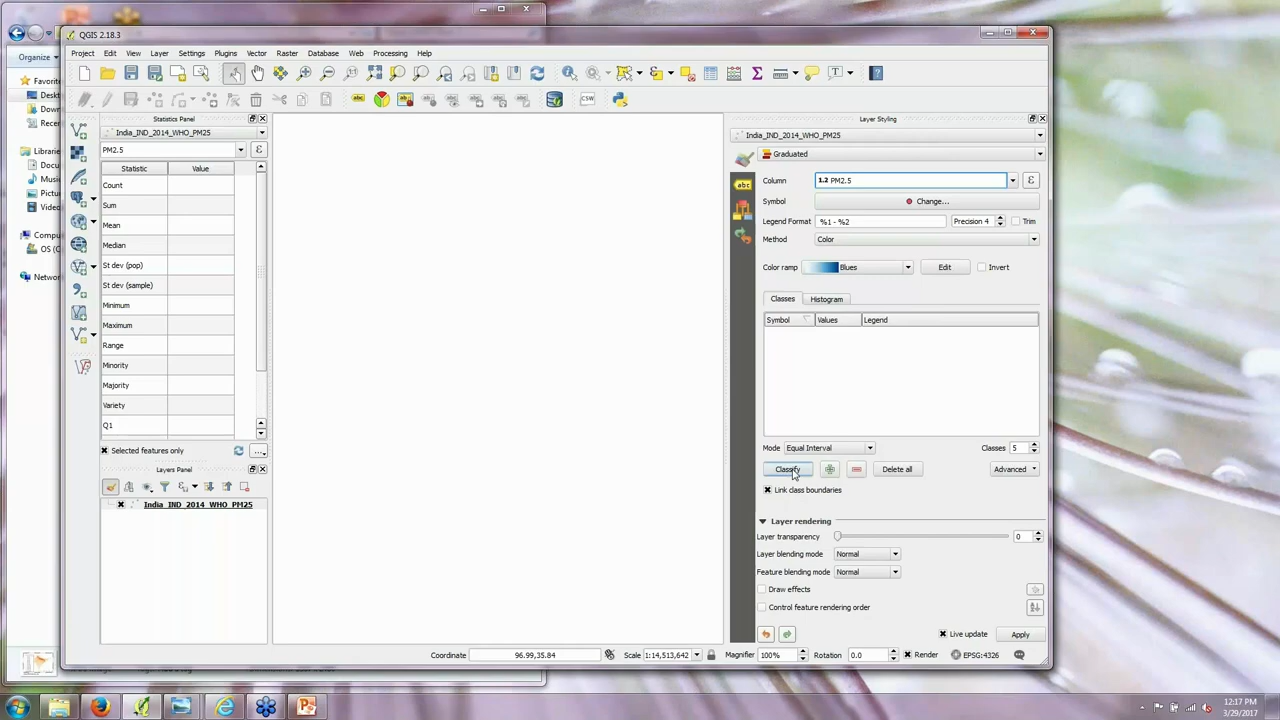 QGIS 2.18.3
Project Edit View Layer Settings Plugins Vector Raster Database Web Processing Help
Organize
Statistics Panel
Layer Styling
India_IND_2014_WHO_PM25
India_IND_2014_WHO_PM25
PM2.5
Graduated
Statistic Value
Column 1.2 PM2.5
Count
Symbol Change...
Sum
Legend Format %1 - %2 Precision 4 Trim
Mean
Method Color
Median
St dev (pop)
Color ramp Blues Edit Invert
St dev (sample)
Minimum
Classes Histogram
Maximum
Symbol Values Legend
Range
Minority
Majority
Variety
Q1
Selected features only
Mode Equal Interval Classes 5
Layers Panel
Classify Delete all Advanced
Link class boundaries
India_IND_2014_WHO_PM25
Layer rendering
Layer transparency 0
Layer blending mode Normal
Feature blending mode Normal
Draw effects
Control feature rendering order
Live update Apply
Coordinate 96.99,35.84 Scale 1:14,513,642 Magnifier 100% Rotation 0.0 Render EPSG:4326
abc
CSW
12:17 PM
3/29/2017